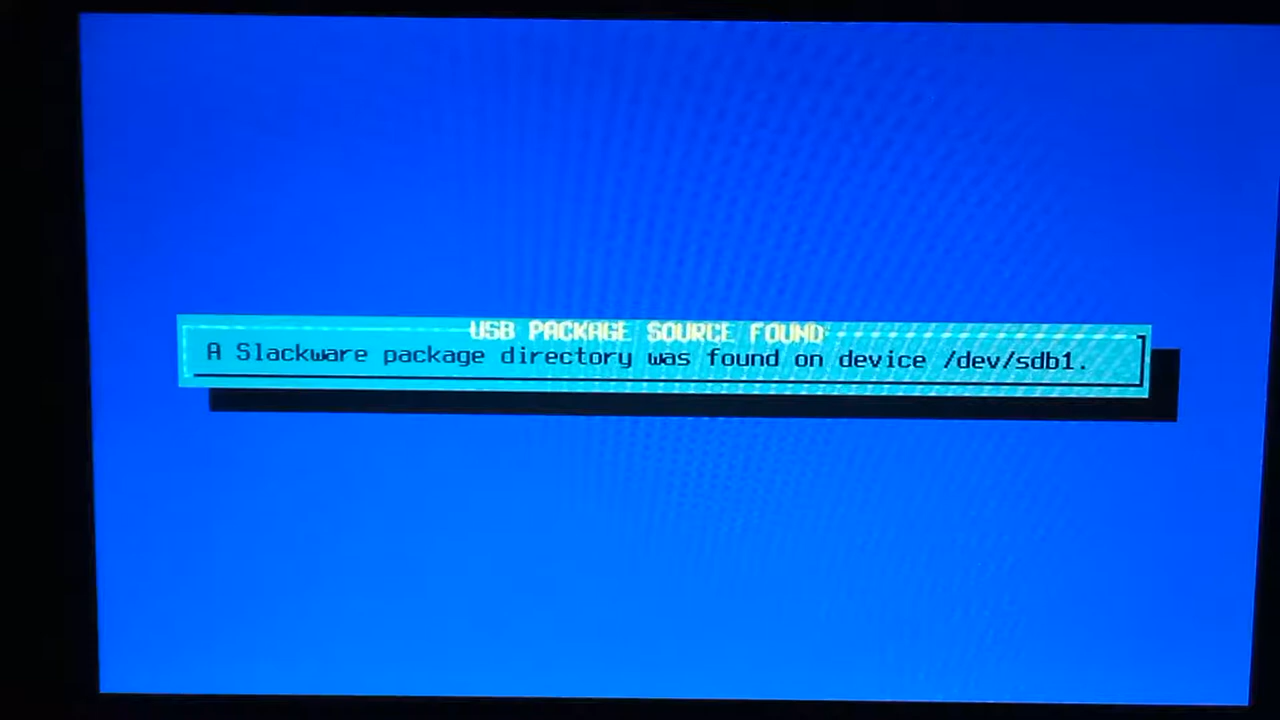 USB PACKAGE SOURCE FOUND
A Slackware package directory was found on device /dev/sdb1.